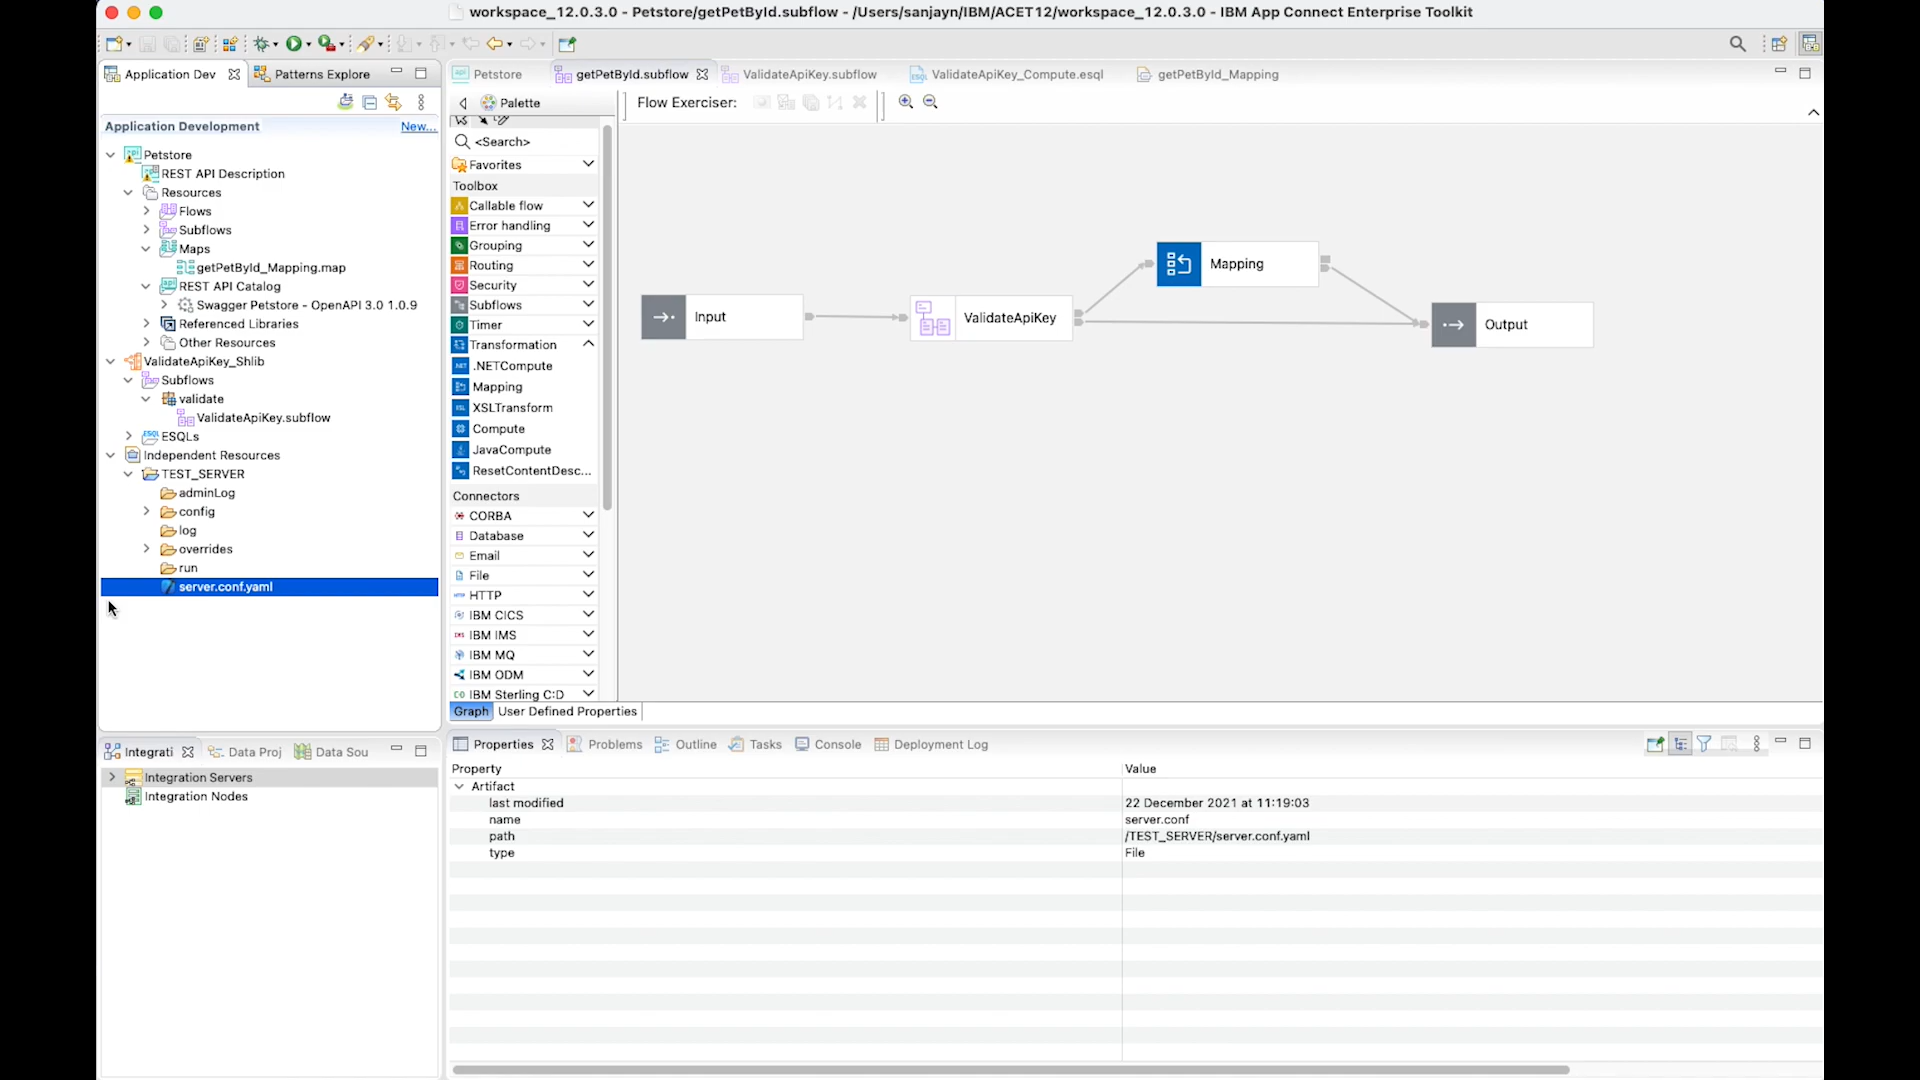 workspace_12.0.3.0 - Petstore/getPetById.subflow - /Users/sanjayn/IBM/ACET12/workspace_12.0.3.0 - IBM App Connect Enterprise Toolkit
Application Dev
Patterns Explore
Petstore
getPetById.subflow
ValidateApiKey.subflow
ValidateApiKey_Compute.esql
getPetById_Mapping
Palette
Flow Exerciser:
Application Development
New...
Petstore
REST API Description
Resources
Flows
Subflows
Maps
getPetById_Mapping.map
REST API Catalog
Swagger Petstore - OpenAPI 3.0 1.0.9
Referenced Libraries
Other Resources
ValidateApiKey_Shlib
Subflows
validate
ValidateApiKey.subflow
ESQLs
Independent Resources
TEST_SERVER
adminLog
config
log
overrides
run
server.conf.yaml
<Search>
Favorites
Toolbox
Callable flow
Error handling
Grouping
Routing
Security
Subflows
Timer
Transformation
.NETCompute
Mapping
XSLTransform
Compute
JavaCompute
ResetContentDesc...
Connectors
CORBA
Database
Email
File
HTTP
IBM CICS
IBM IMS
IBM MQ
IBM ODM
IBM Sterling C:D
Input
ValidateApiKey
Mapping
Output
Graph
User Defined Properties
Integrati
Data Proj
Data Sou
Integration Servers
Integration Nodes
Properties
Problems
Outline
Tasks
Console
Deployment Log
Property
Value
Artifact
last modified
22 December 2021 at 11:19:03
name
server.conf
path
/TEST_SERVER/server.conf.yaml
type
File